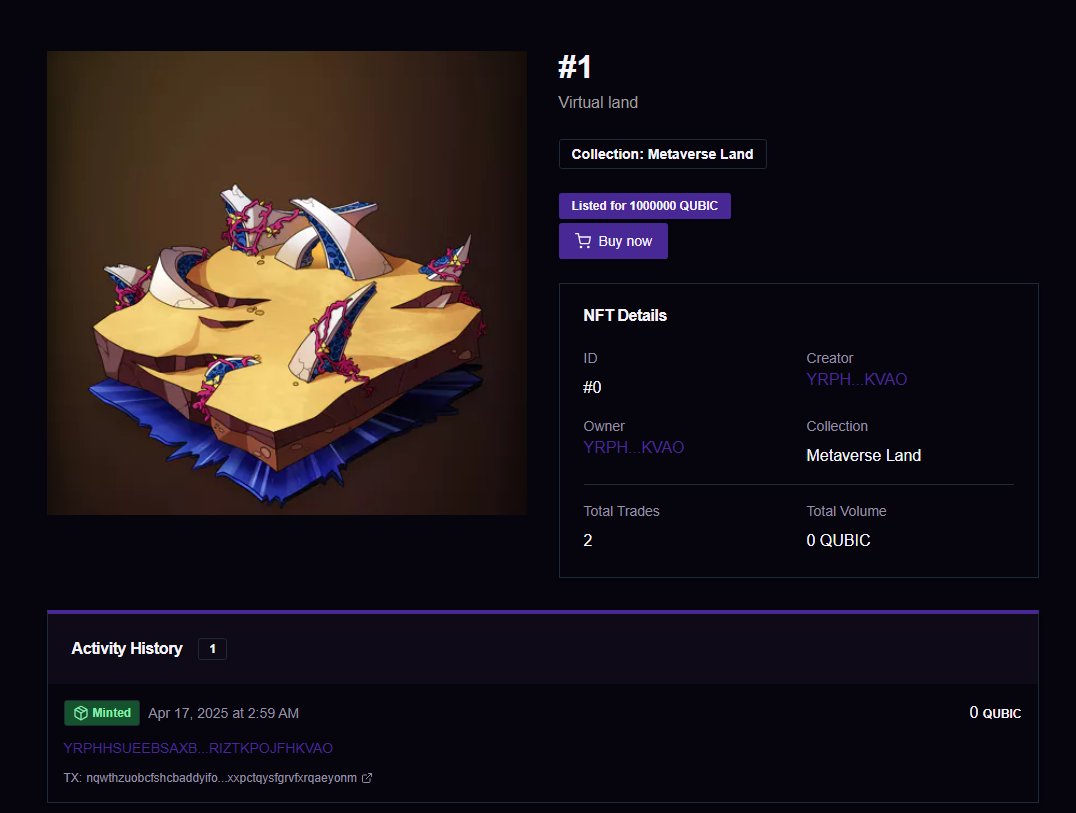 #1
Virtual land
Collection: Metaverse Land
Listed for 1000000 QUBIC
Buy now
NFT Details
ID
#0
Creator
YRPH...KVAO
Owner
YRPH...KVAO
Collection
Metaverse Land
Total Trades
2
Total Volume
0 QUBIC
Activity History 1
Minted Apr 17, 2025 at 2:59 AM 0 QUBIC
YRPHHSUEEBSAXB...RIZTKPOJFHKVAO
TX: nqwthzuobcfshcbaddyifo...xxpctqysfgrvfxrqaeyonm